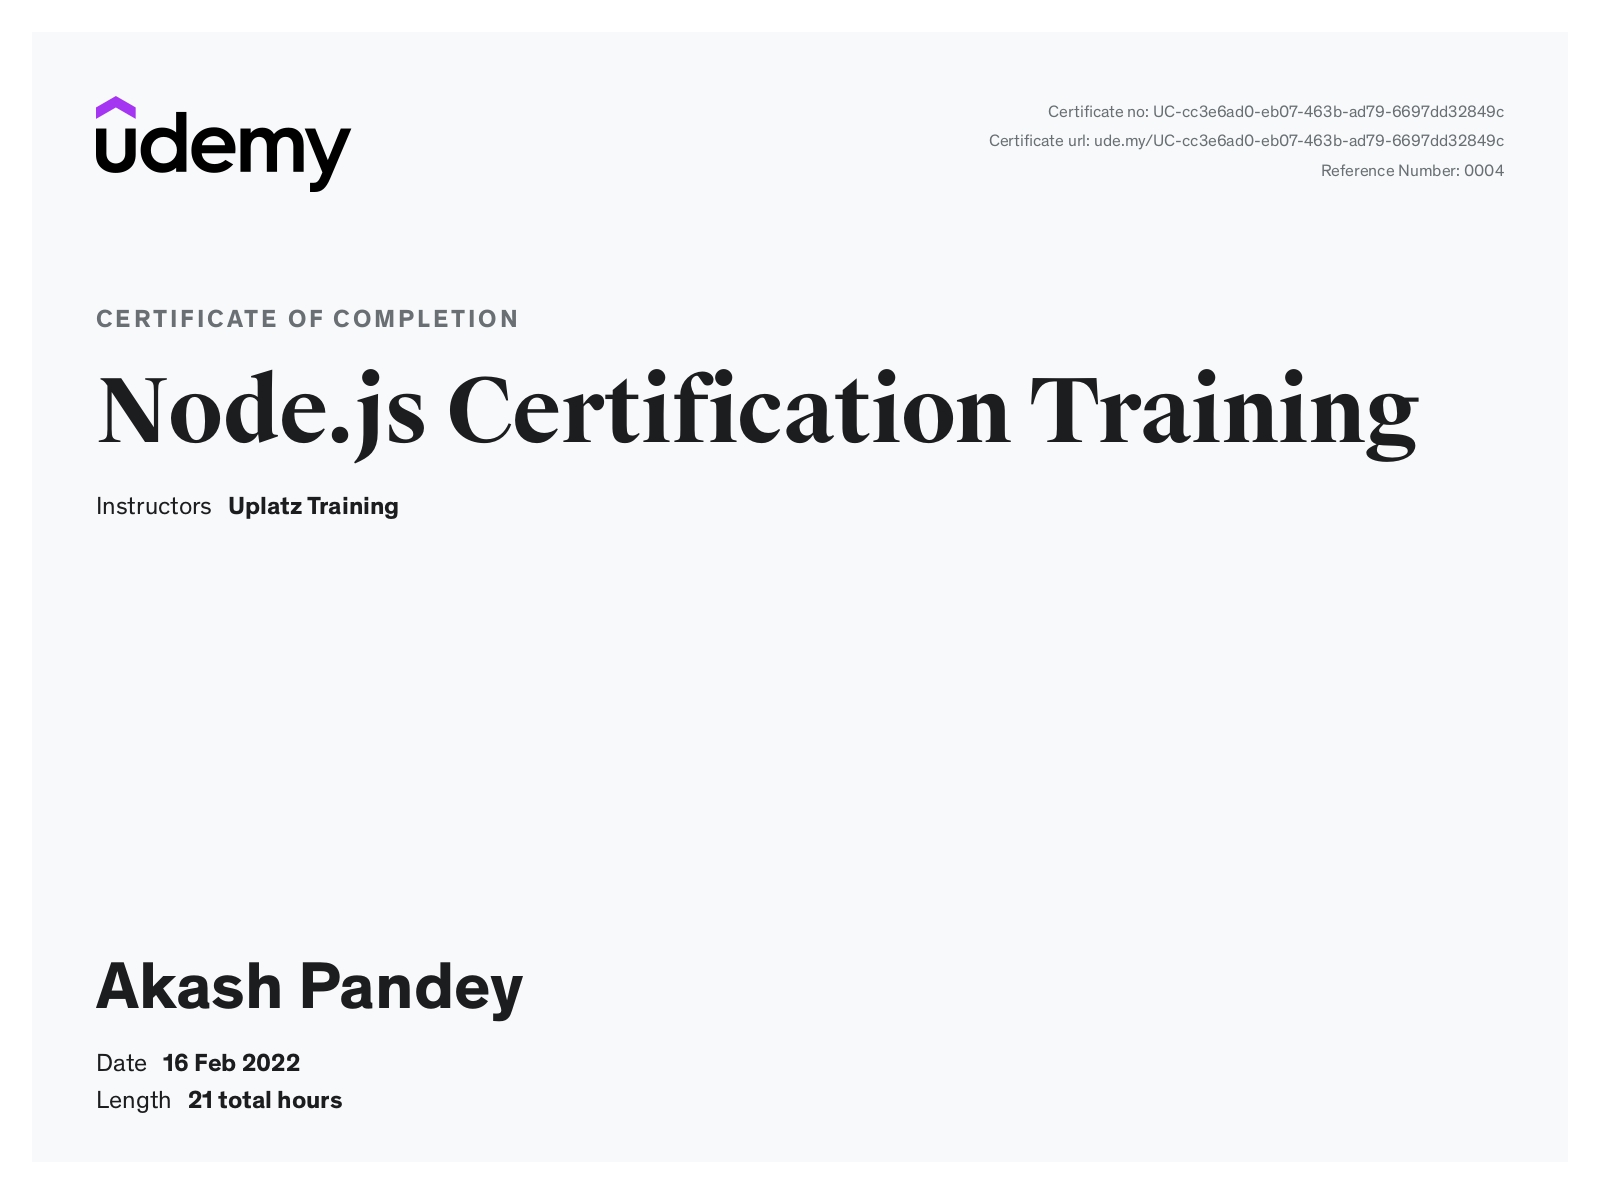 udemy
Certificate no: UC-cc3e6ad0-eb07-463b-ad79-6697dd32849c
Certificate url: ude.my/UC-cc3e6ad0-eb07-463b-ad79-6697dd32849c
Reference Number: 0004
CERTIFICATE OF COMPLETION
Node.js Certification Training
Instructors Uplatz Training
Akash Pandey
Date 16 Feb 2022
Length 21 total hours